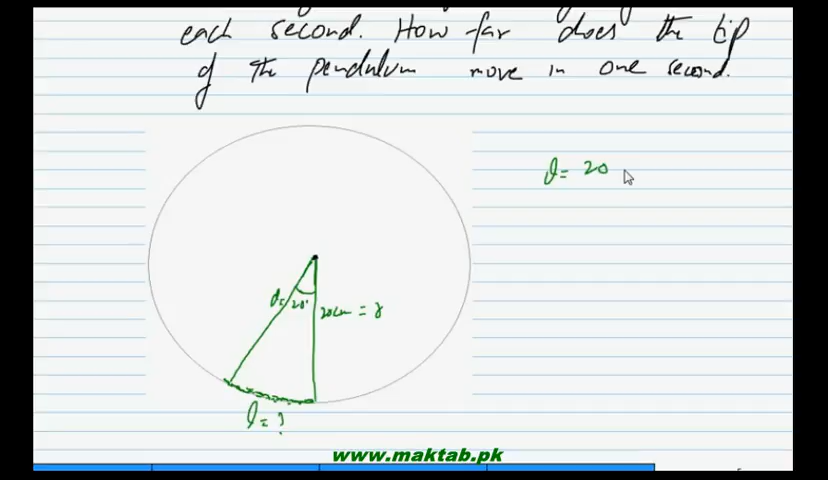 each second. How far does the tip
of the pendulum move in one second.
θ= 20
θ=20°
20cm = r
l= ?
www.maktab.pk